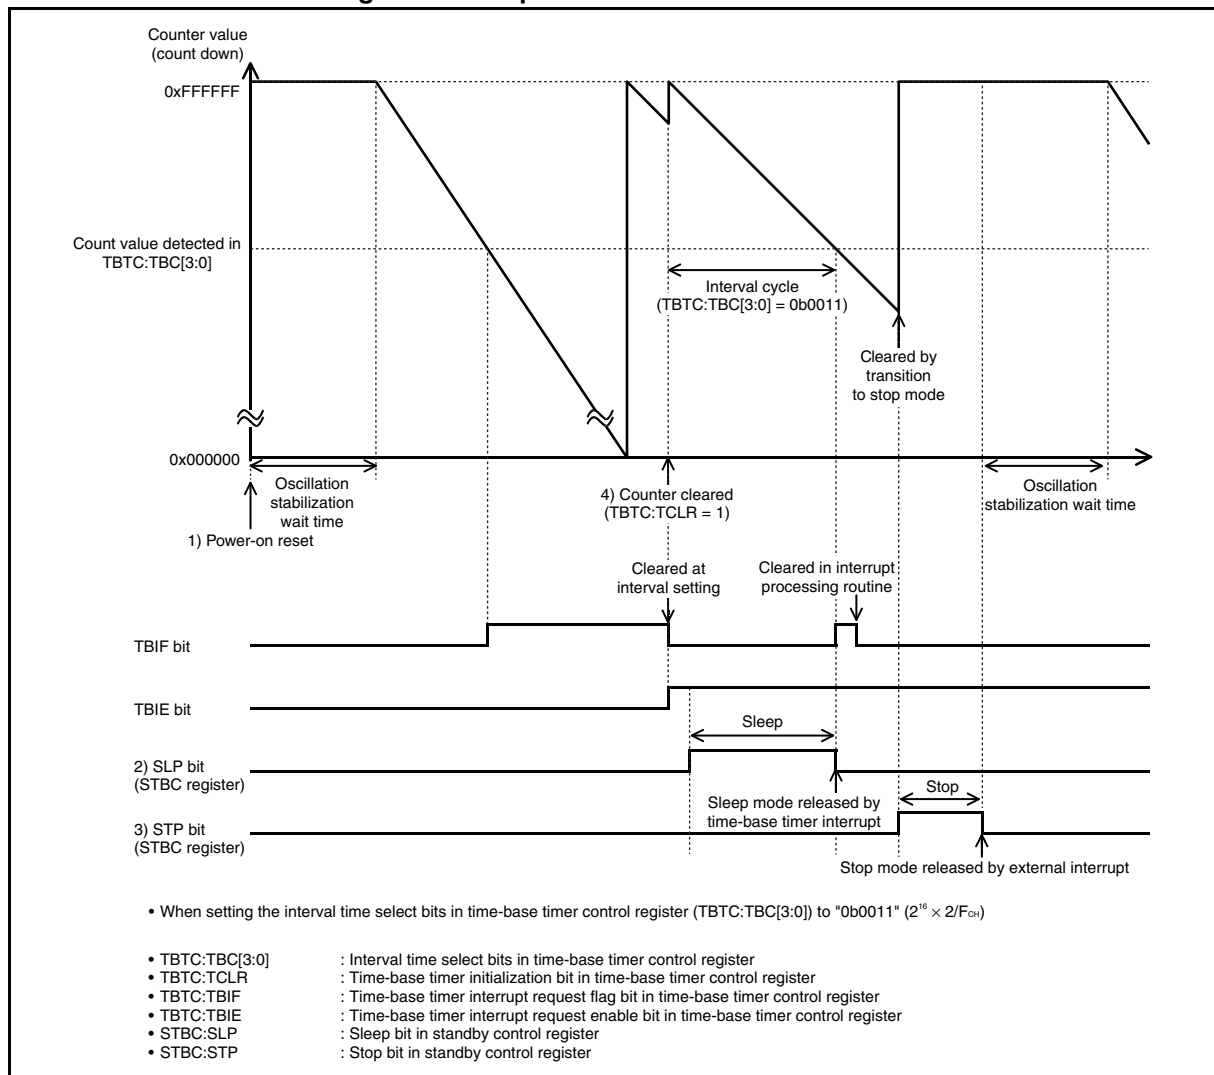 Counter value
(count down)
0xFFFFFF
Count value detected in
TBTC:TBC[3:0]
Interval cycle
(TBTC:TBC[3:0] = 0b0011)
Cleared by
transition
to stop mode
0x000000
Oscillation
stabilization
wait time
1) Power-on reset
4) Counter cleared
(TBTC:TCLR = 1)
Oscillation
stabilization wait time
Cleared at
interval setting
Cleared in interrupt
processing routine
TBIF bit
TBIE bit
Sleep
2) SLP bit
(STBC register)
Sleep mode released by
time-base timer interrupt
Stop
3) STP bit
(STBC register)
Stop mode released by external interrupt
• When setting the interval time select bits in time-base timer control register (TBTC:TBC[3:0]) to "0b0011" (2¹⁶ × 2/FCH)
• TBTC:TBC[3:0] : Interval time select bits in time-base timer control register
• TBTC:TCLR : Time-base timer initialization bit in time-base timer control register
• TBTC:TBIF : Time-base timer interrupt request flag bit in time-base timer control register
• TBTC:TBIE : Time-base timer interrupt request enable bit in time-base timer control register
• STBC:SLP : Sleep bit in standby control register
• STBC:STP : Stop bit in standby control register